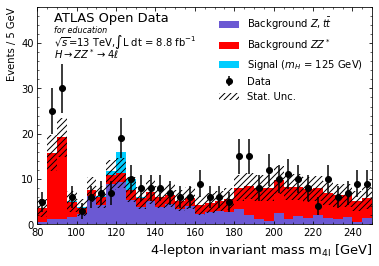 Events / 5 GeV
ATLAS Open Data
for education
√s =13 TeV,∫L dt = 8.8 fb⁻¹
H → ZZ* → 4ℓ
Background Z, tt̄
Background ZZ*
Signal (m_H = 125 GeV)
Data
Stat. Unc.
40
30
20
10
0
80 100 120 140 160 180 200 220 240
4-lepton invariant mass m_4l [GeV]